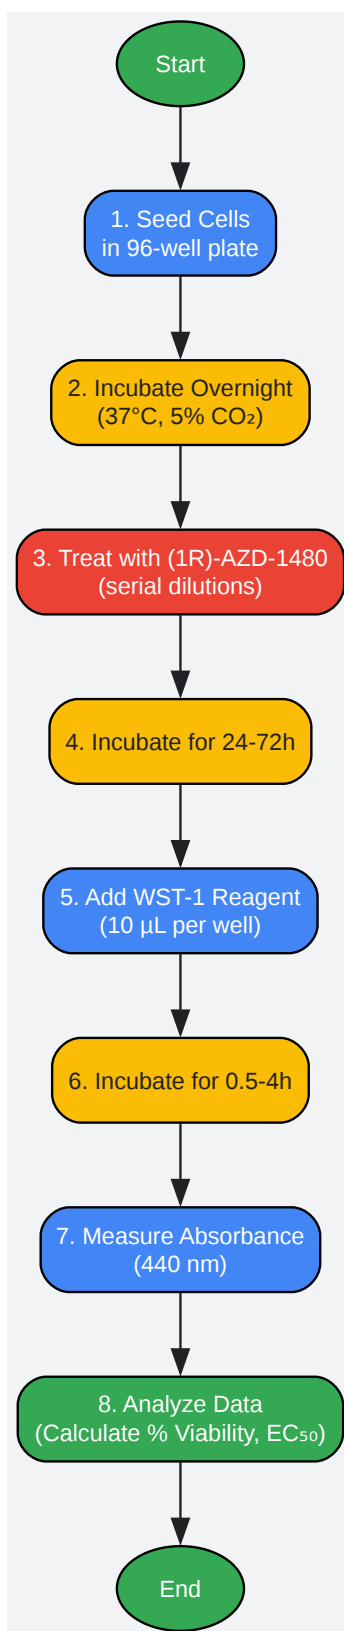 Start
1. Seed Cells
in 96-well plate
2. Incubate Overnight
(37°C, 5% CO₂)
3. Treat with (1R)-AZD-1480
(serial dilutions)
4. Incubate for 24-72h
5. Add WST-1 Reagent
(10 µL per well)
6. Incubate for 0.5-4h
7. Measure Absorbance
(440 nm)
8. Analyze Data
(Calculate % Viability, EC₅₀)
End